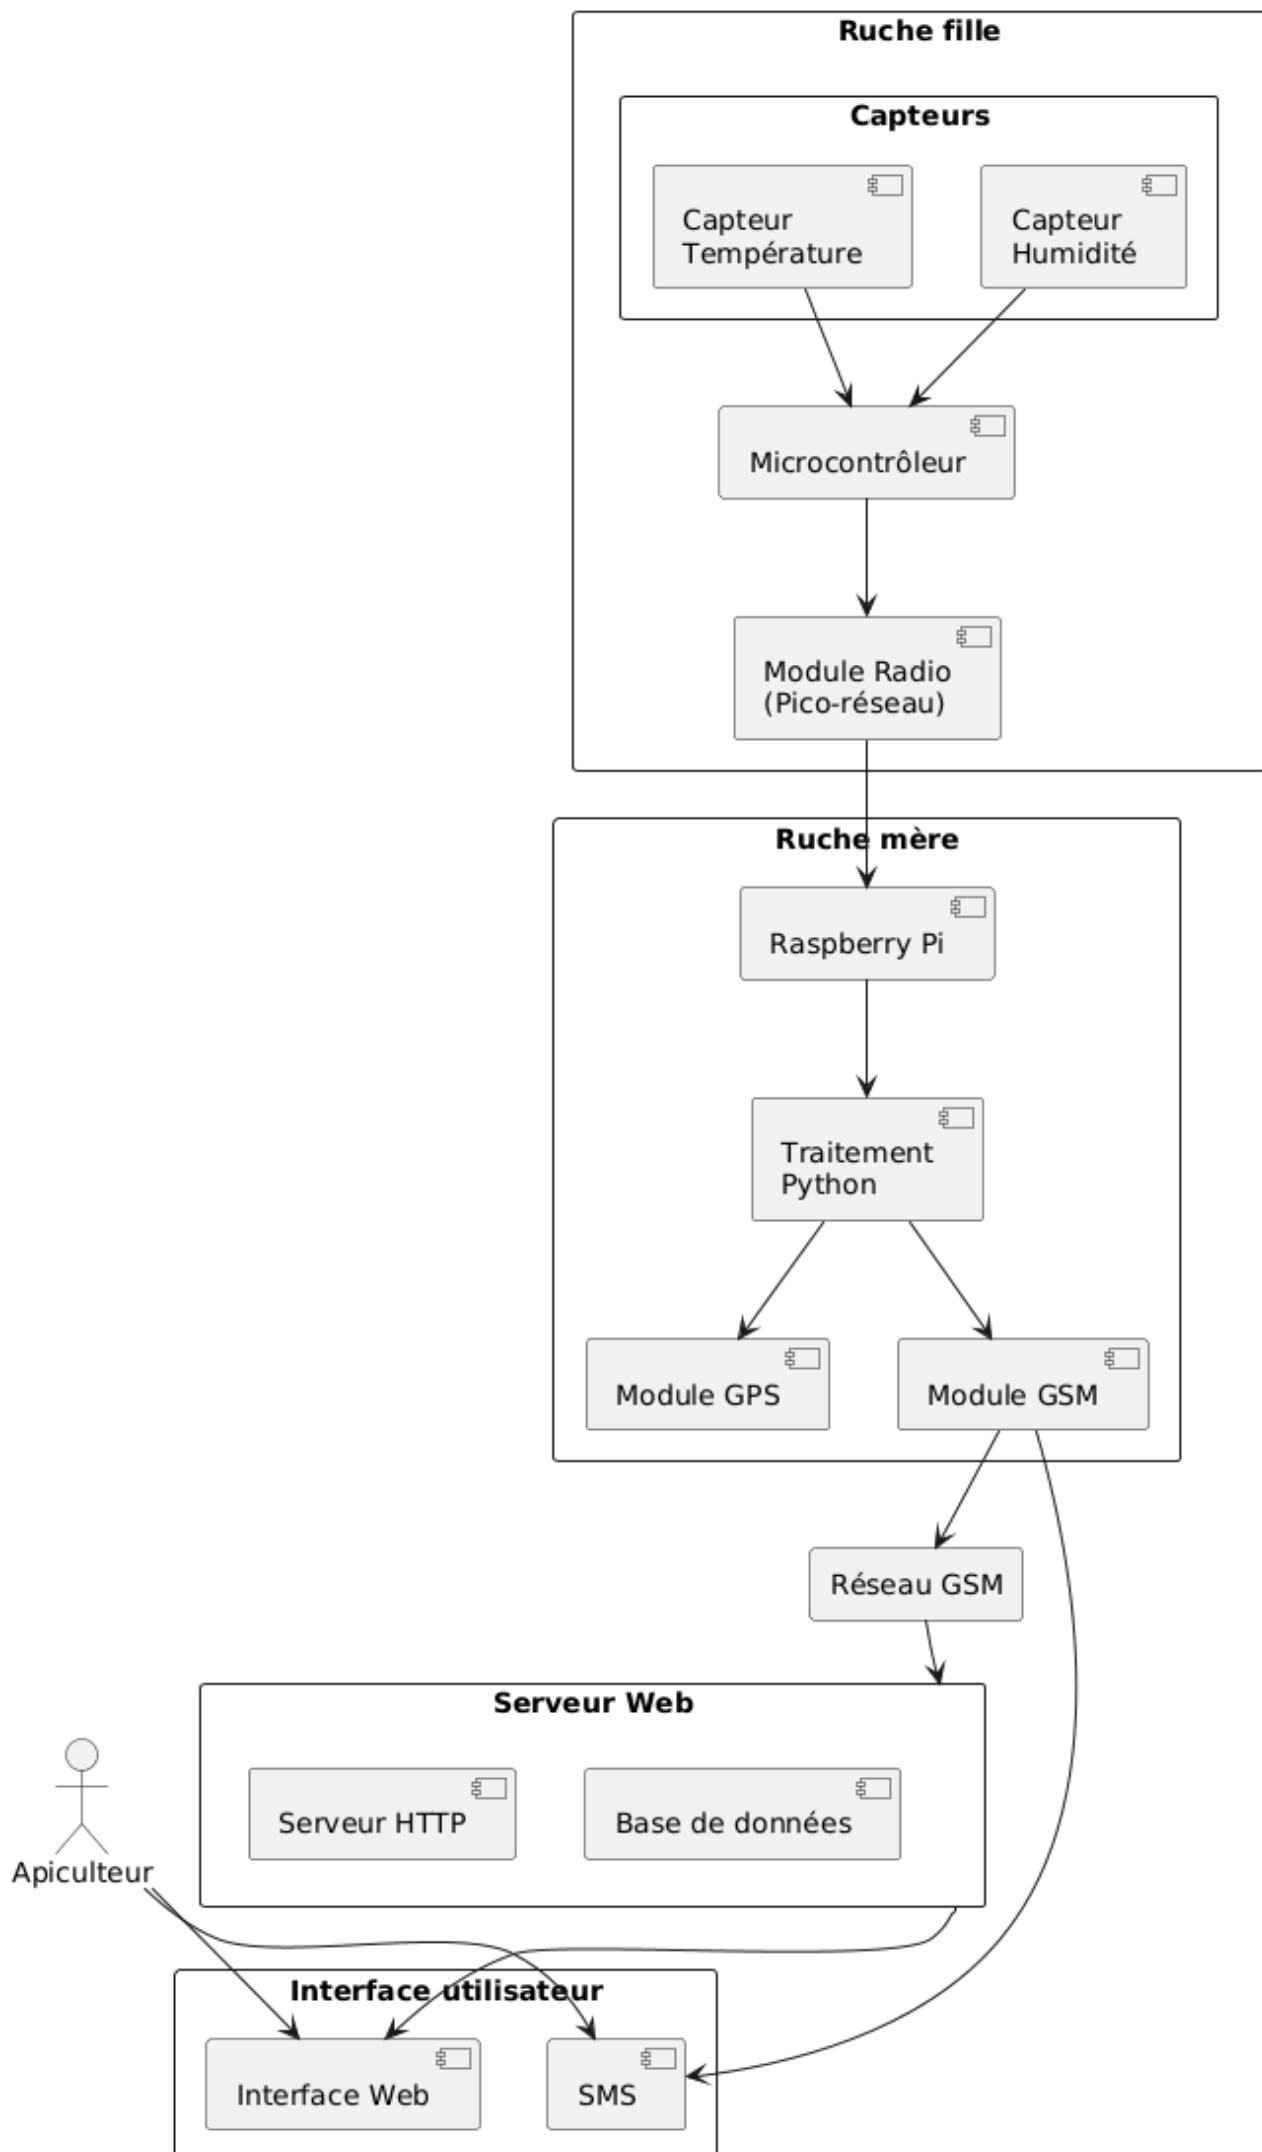 Ruche fille
Capteurs
Capteur
Température
Capteur
Humidité
Microcontrôleur
Module Radio
(Pico-réseau)
Ruche mère
Raspberry Pi
Traitement
Python
Module GPS
Module GSM
Réseau GSM
Serveur Web
Serveur HTTP
Base de données
Apiculteur
Interface utilisateur
Interface Web
SMS